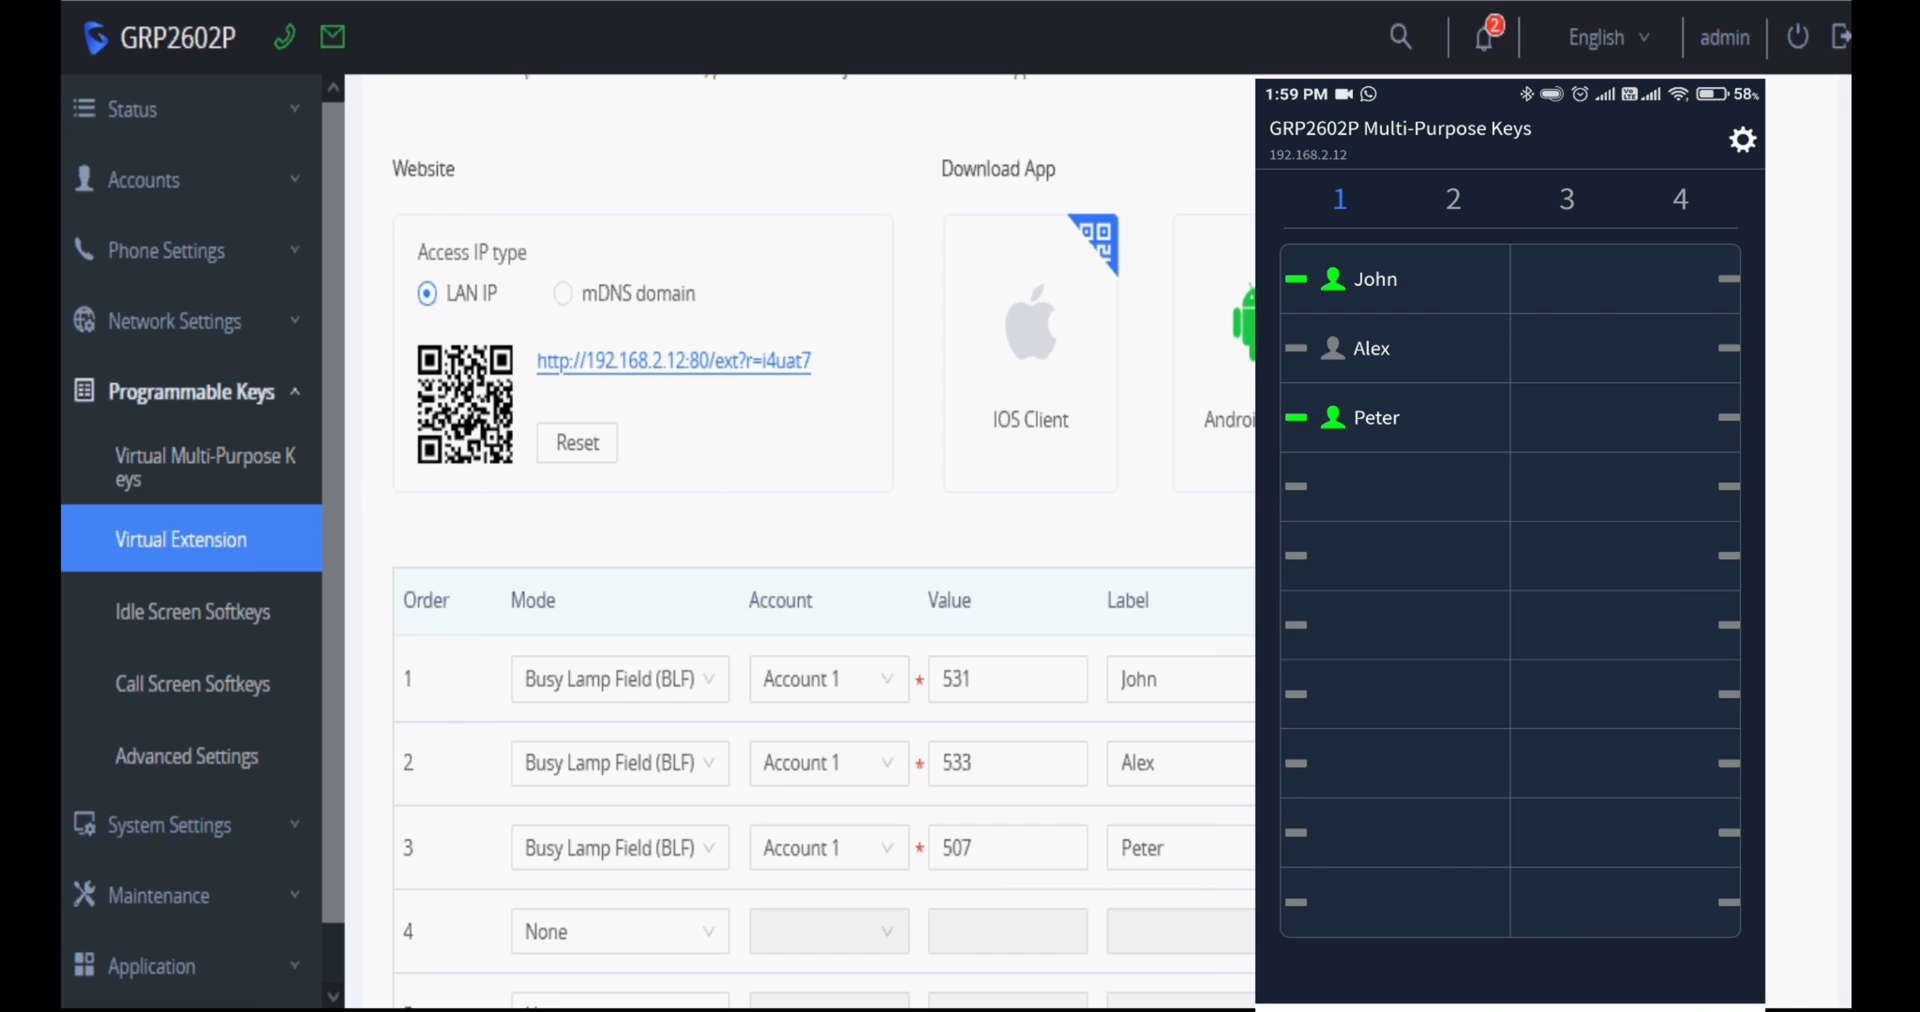 GRP2602P
2
English
admin
Status
Accounts
Phone Settings
Network Settings
Programmable Keys
Virtual Multi-Purpose K
eys
Virtual Extension
Idle Screen Softkeys
Call Screen Softkeys
Advanced Settings
System Settings
Maintenance
Application
Website
Access IP type
LAN IP
mDNS domain
http://192.168.2.12:80/ext?r=i4uat7
Reset
Download App
IOS Client
Androi
Order Mode Account Value Label
1 Busy Lamp Field (BLF) Account 1 * 531 John
2 Busy Lamp Field (BLF) Account 1 * 533 Alex
3 Busy Lamp Field (BLF) Account 1 * 507 Peter
4 None
1:59 PM
58%
GRP2602P Multi-Purpose Keys
192.168.2.12
1 2 3 4
John
Alex
Peter